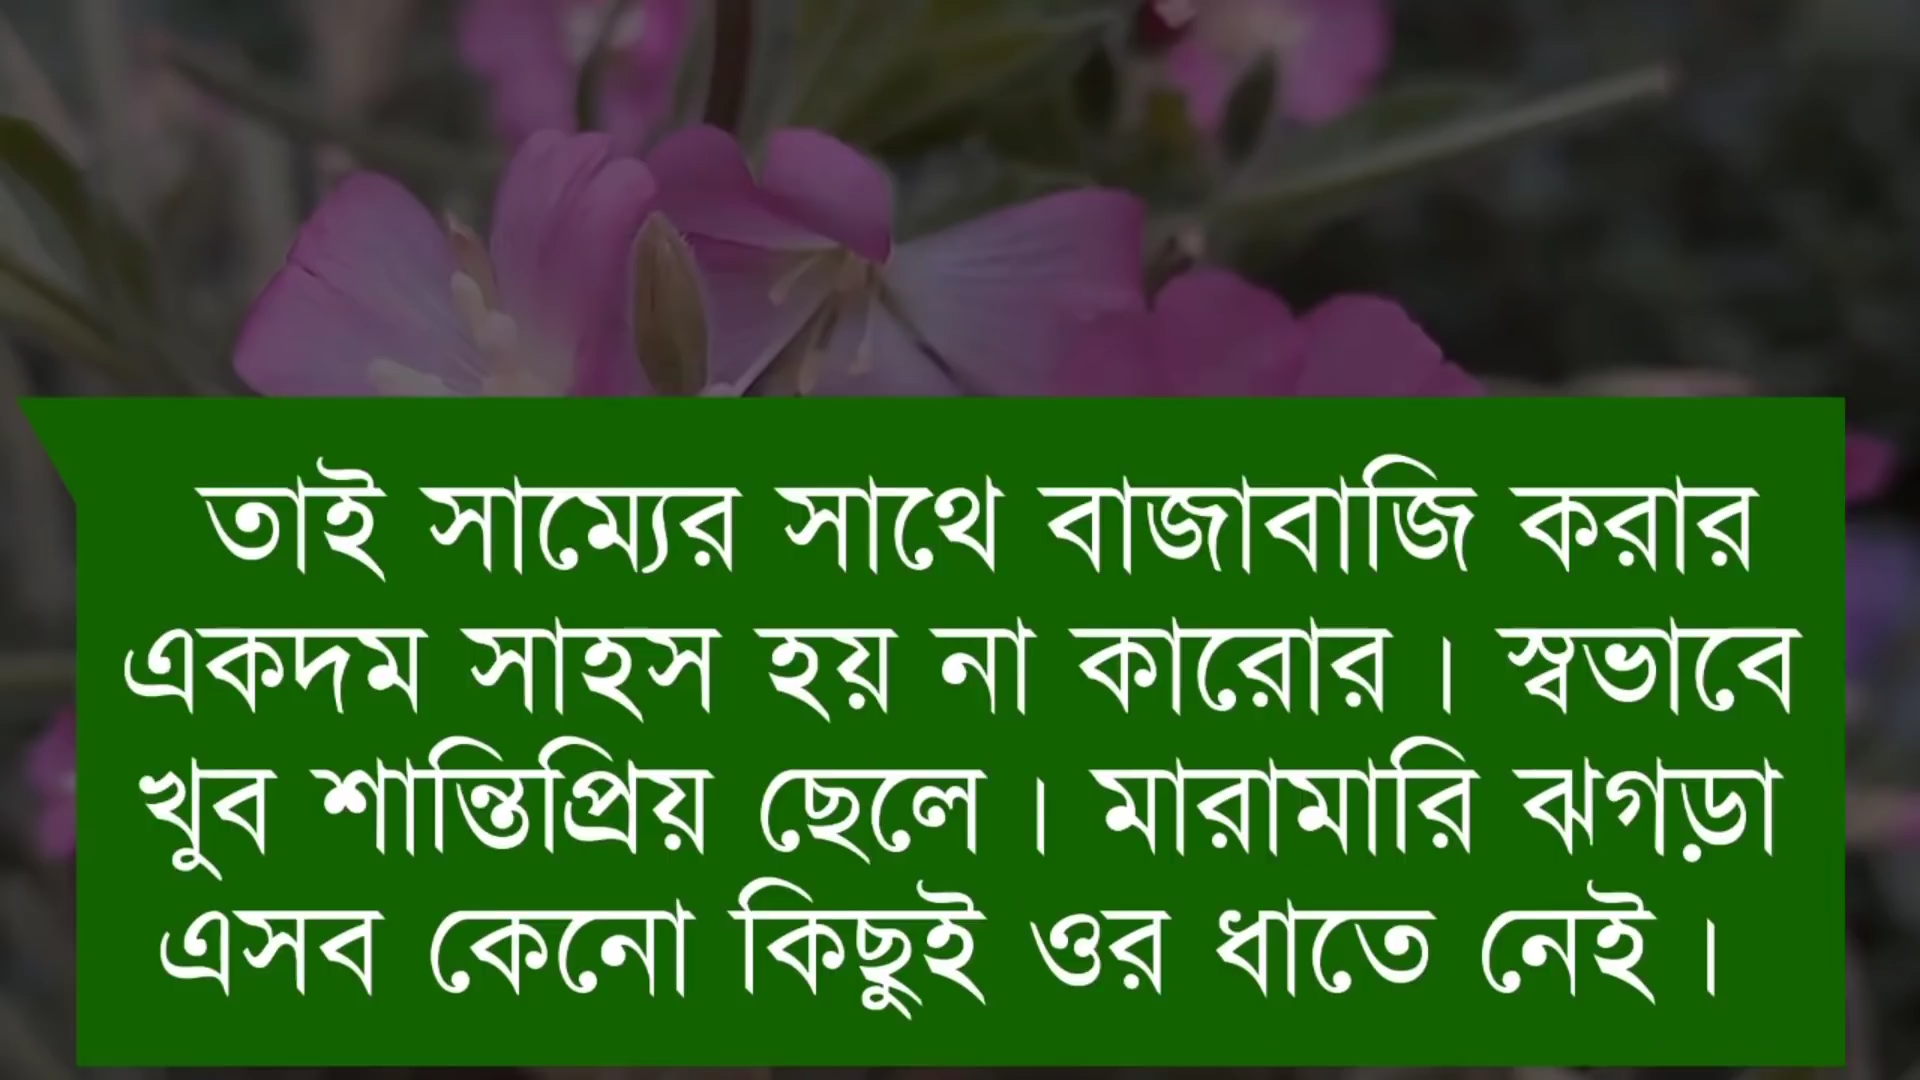 তাই সাম্যের সাথে বাজাবাজি করার
একদম সাহস হয় না কারোর। স্বভাবে
খুব শান্তিপ্রিয় ছেলে। মারামারি ঝগড়া
এসব কেনো কিছুই ওর ধাতে নেই।